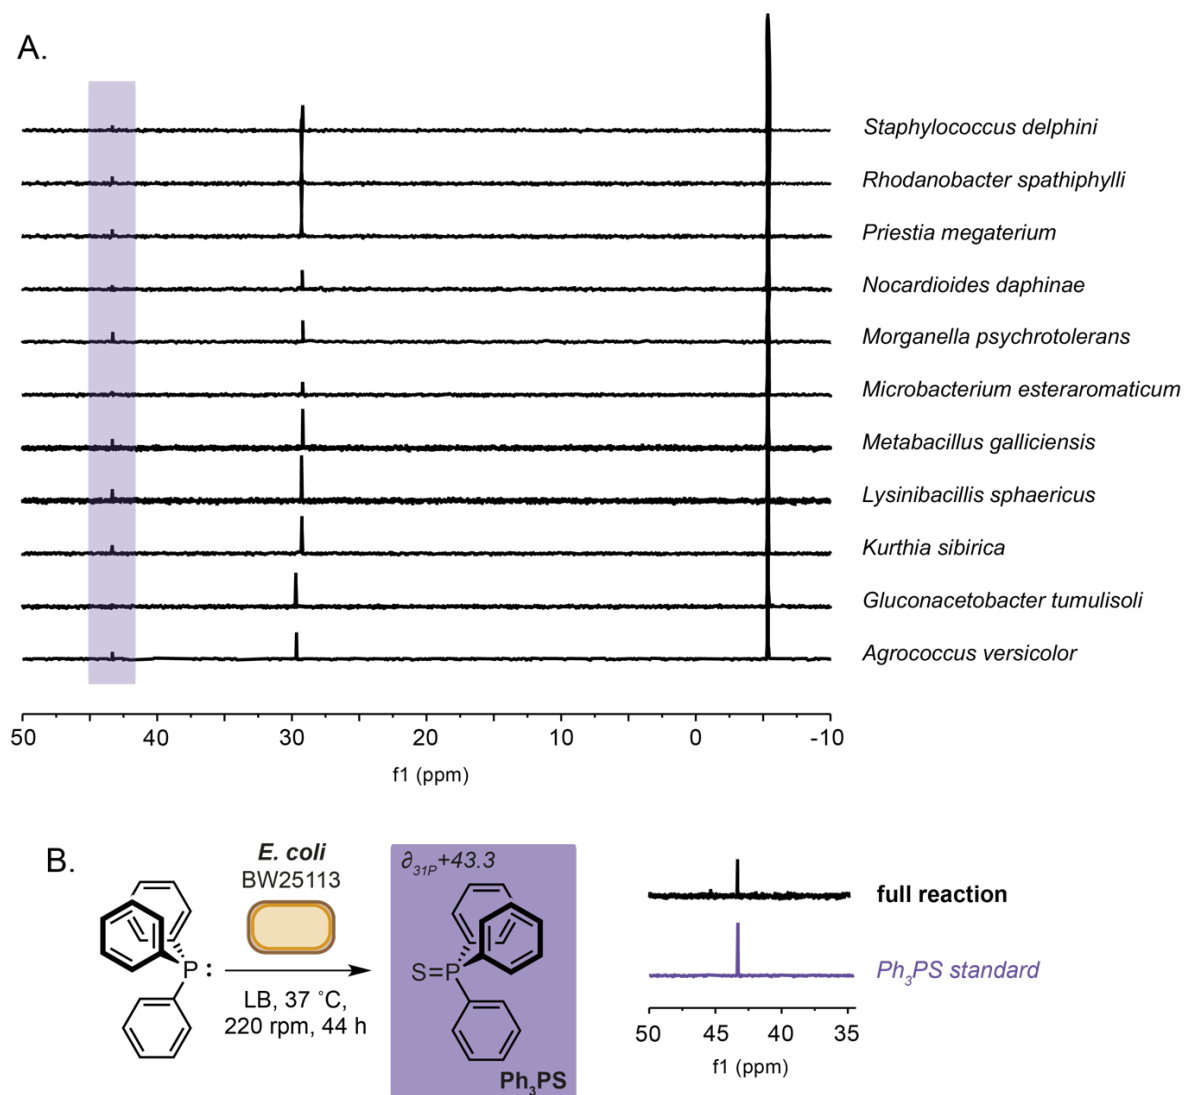 A.
Staphylococcus delphini
Rhodanobacter spathiphylli
Priestia megaterium
Nocardioides daphinae
Morganella psychrotolerans
Microbacterium esteraromaticum
Metabacillus galliciensis
Lysinibacillis sphaericus
Kurthia sibirica
Gluconacetobacter tumulisoli
Agrococcus versicolor
50 40 30 20 10 0 -10
f1 (ppm)
B.
E. coli
BW25113
P :
LB, 37 ˚C,
220 rpm, 44 h
∂31P+43.3
S=P
Ph3PS
full reaction
Ph3PS standard
50 45 40 35
f1 (ppm)